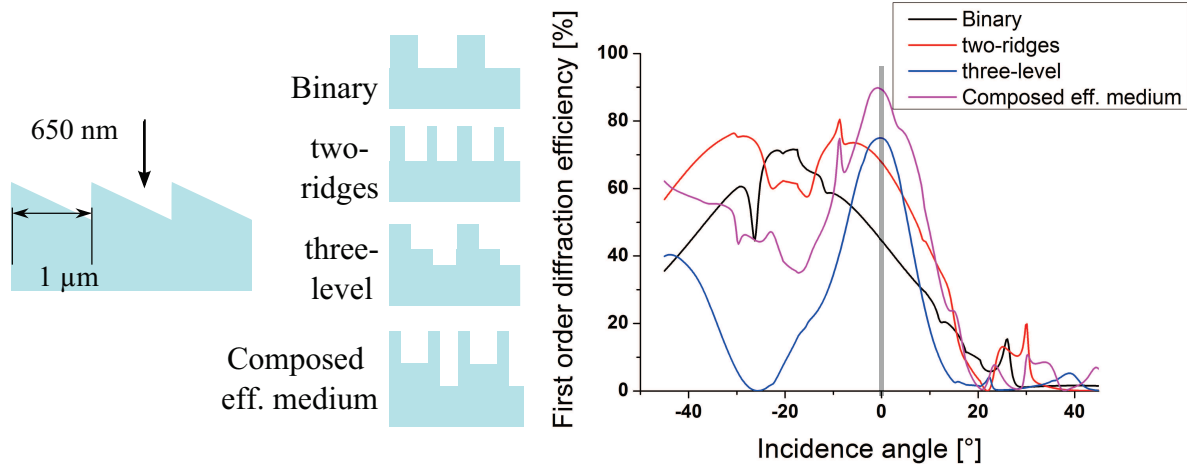 650 nm
1 µm
Binary
two-
ridges
three-
level
Composed
eff. medium
First order diffraction efficiency [%]
100
80
60
40
20
0
-40
-20
0
20
40
Incidence angle [°]
Binary
two-ridges
three-level
Composed eff. medium